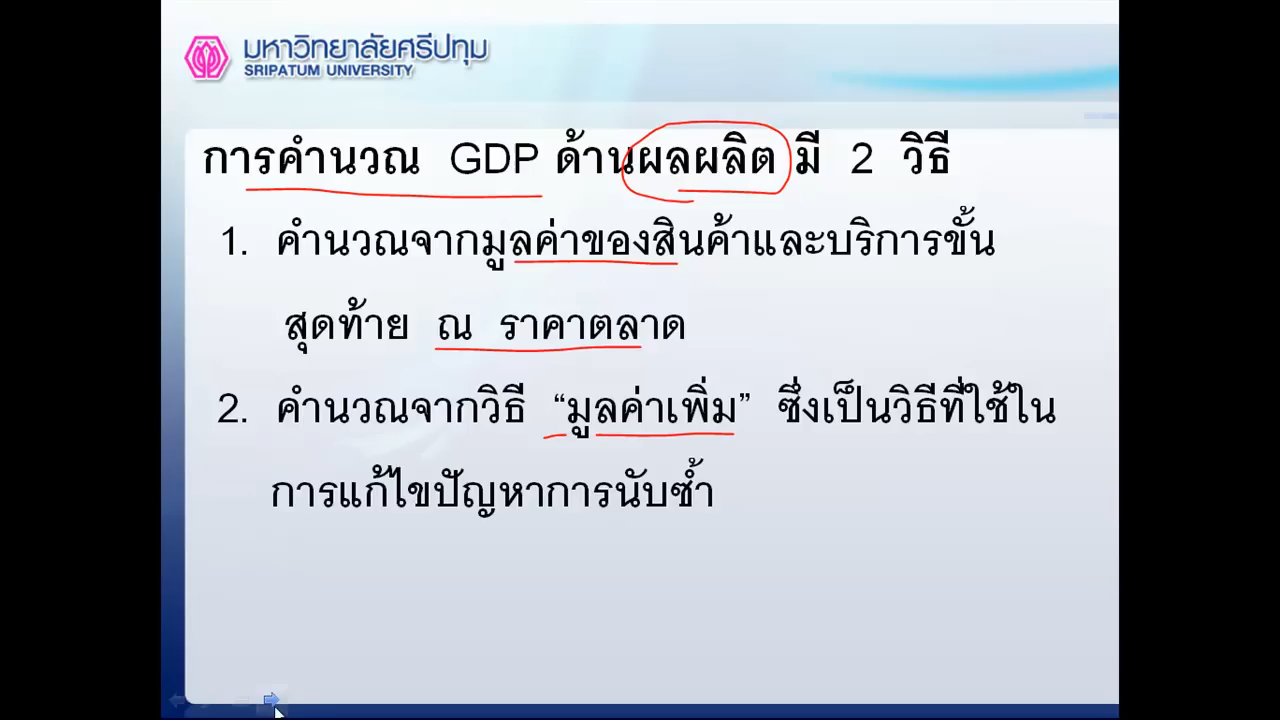 มหาวิทยาลัยศรีปทุม
SRIPATUM UNIVERSITY
การคำนวณ GDP ด้านผลผลิต มี 2 วิธี
1. คำนวณจากมูลค่าของสินค้าและบริการขั้น
สุดท้าย ณ ราคาตลาด
2. คำนวณจากวิธี “มูลค่าเพิ่ม” ซึ่งเป็นวิธีที่ใช้ใน
การแก้ไขปัญหาการนับซ้ำ